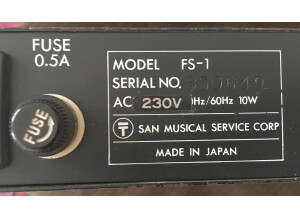 FUSE
0.5A
FUSE
MODEL FS-1
SERIAL NO.
AC 230V Hz/60Hz 10W
SAN MUSICAL SERVICE CORP
MADE IN JAPAN